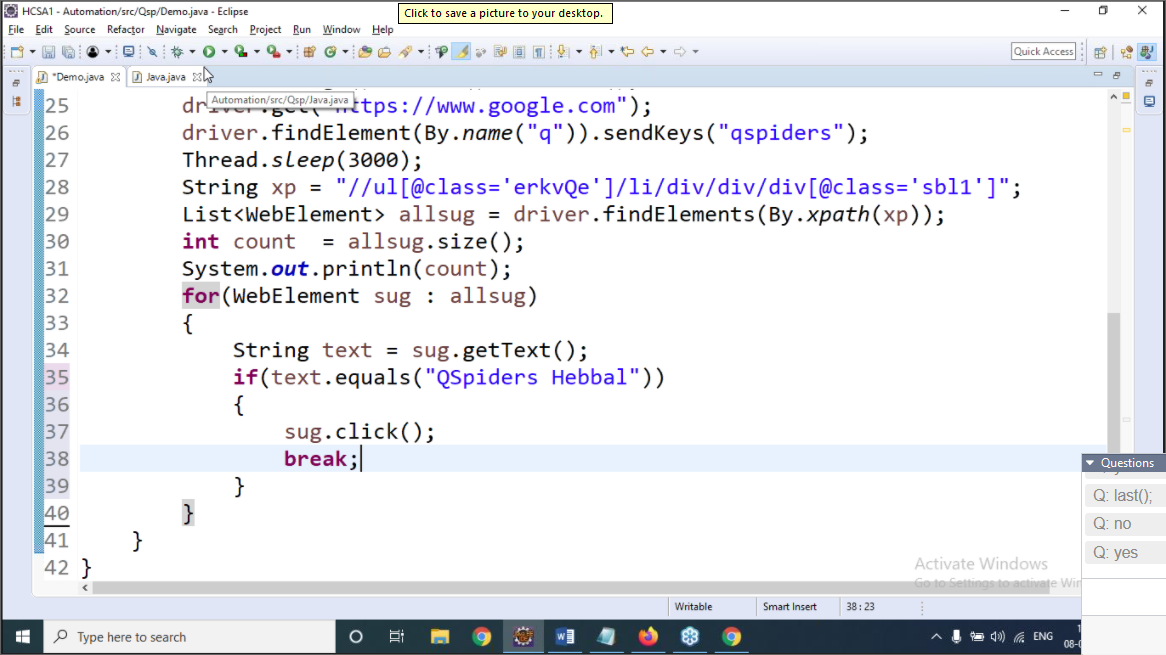 HCSA1 - Automation/src/Qsp/Demo.java - Eclipse
Click to save a picture to your desktop.
File Edit Source Refactor Navigate Search Project Run Window Help
Quick Access
*Demo.java Java.java
Automation/src/Qsp/Java.java
25 driver.get("https://www.google.com");
26 driver.findElement(By.name("q")).sendKeys("qspiders");
27 Thread.sleep(3000);
28 String xp = "//ul[@class='erkvQe']/li/div/div/div[@class='sbl1']";
29 List<WebElement> allsug = driver.findElements(By.xpath(xp));
30 int count  = allsug.size();
31 System.out.println(count);
32 for(WebElement sug : allsug)
33 {
34 String text = sug.getText();
35 if(text.equals("QSpiders Hebbal"))
36 {
37 sug.click();
38 break;
39 }
40 }
41 }
42 }
Questions
Q: last();
Q: no
Q: yes
Activate Windows
Go to Settings to activate Win
Writable Smart Insert 38 : 23
Type here to search
ENG